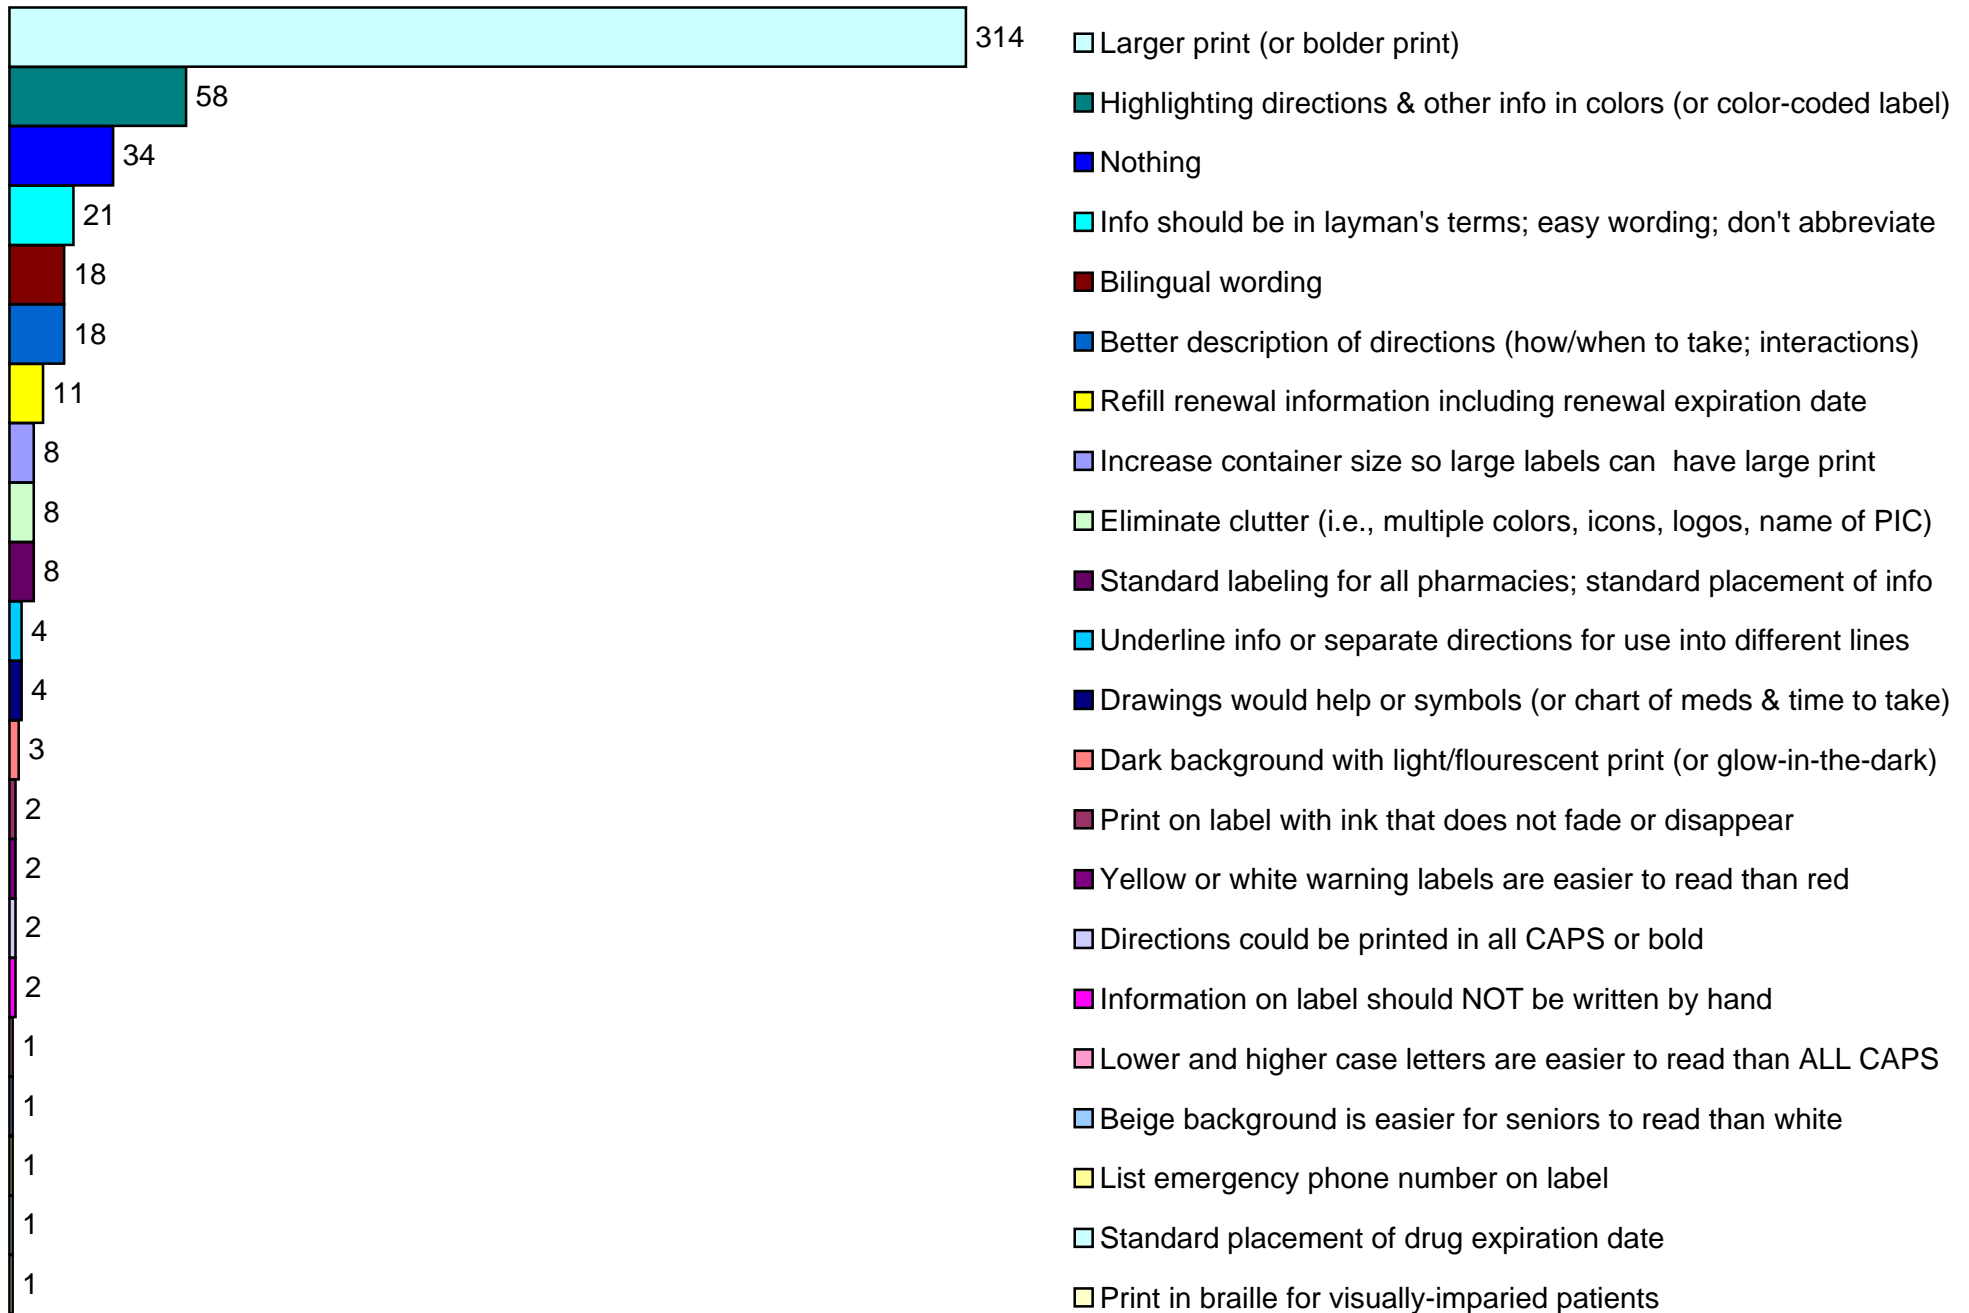 314
Larger print (or bolder print)
58
Highlighting directions & other info in colors (or color-coded label)
34
Nothing
21
Info should be in layman's terms; easy wording; don't abbreviate
18
Bilingual wording
18
Better description of directions (how/when to take; interactions)
11
Refill renewal information including renewal expiration date
8
Increase container size so large labels can  have large print
8
Eliminate clutter (i.e., multiple colors, icons, logos, name of PIC)
8
Standard labeling for all pharmacies; standard placement of info
4
Underline info or separate directions for use into different lines
4
Drawings would help or symbols (or chart of meds & time to take)
3
Dark background with light/flourescent print (or glow-in-the-dark)
2
Print on label with ink that does not fade or disappear
2
Yellow or white warning labels are easier to read than red
2
Directions could be printed in all CAPS or bold
2
Information on label should NOT be written by hand
1
Lower and higher case letters are easier to read than ALL CAPS
1
Beige background is easier for seniors to read than white
1
List emergency phone number on label
1
Standard placement of drug expiration date
1
Print in braille for visually-imparied patients